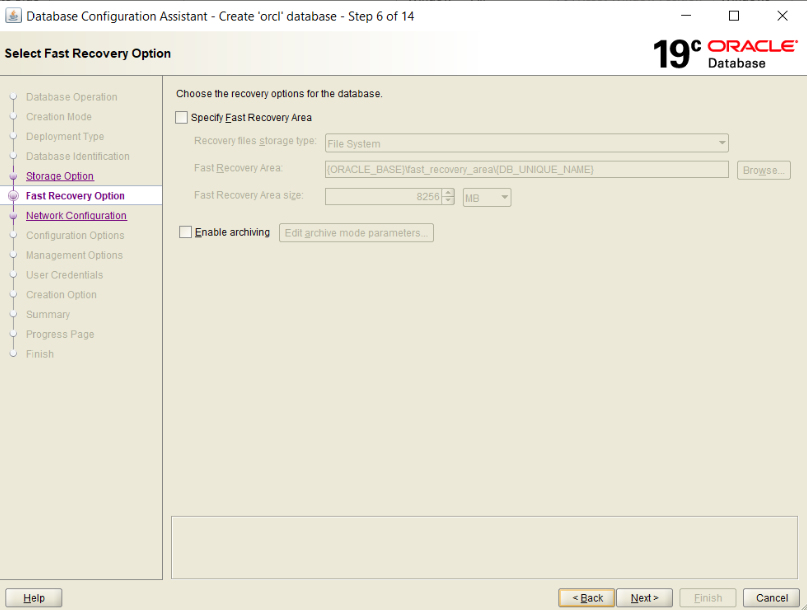 Database Configuration Assistant - Create 'orcl' database - Step 6 of 14
Select Fast Recovery Option
19c ORACLE
Database
Database Operation
Creation Mode
Deployment Type
Database Identification
Storage Option
Fast Recovery Option
Network Configuration
Configuration Options
Management Options
User Credentials
Creation Option
Summary
Progress Page
Finish
Choose the recovery options for the database.
Specify Fast Recovery Area
Recovery files storage type: File System
Fast Recovery Area: {ORACLE_BASE}\fast_recovery_area\{DB_UNIQUE_NAME} Browse...
Fast Recovery Area size: 8256 MB
Enable archiving Edit archive mode parameters...
Help < Back Next > Finish Cancel